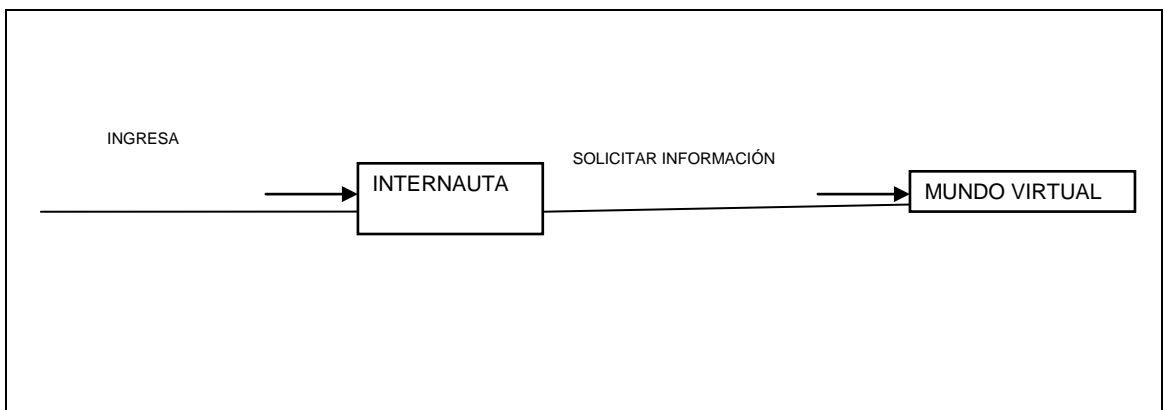 INGRESA
SOLICITAR INFORMACIÓN
INTERNAUTA
MUNDO VIRTUAL